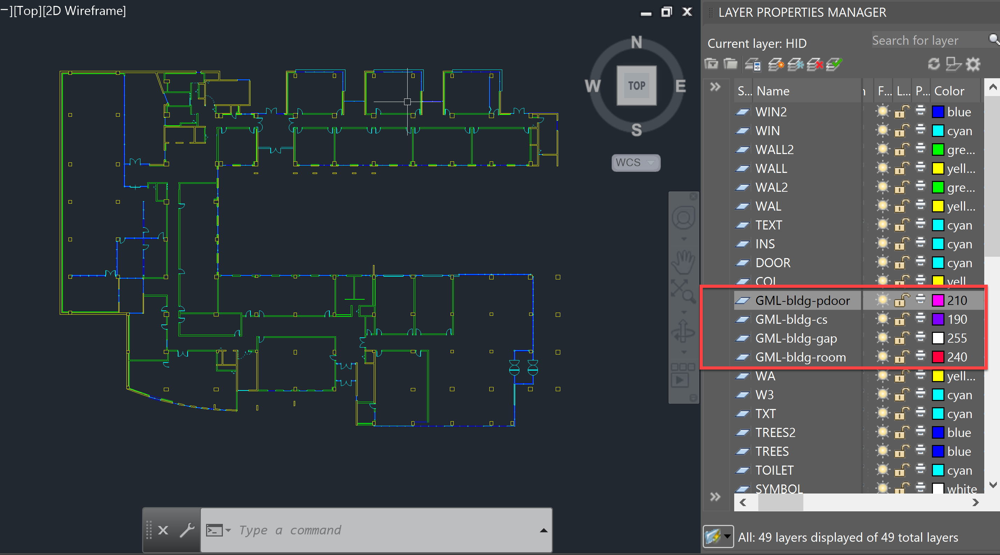 −][Top][2D Wireframe]
N
W
TOP
E
S
WCS
Type a command
LAYER PROPERTIES MANAGER
Current layer: HID
Search for layer
S... Name F... L... P... Color
WIN2 blue
WIN cyan
WALL2 gre...
WALL yell...
WAL2 gre...
WAL yell...
TEXT cyan
INS cyan
DOOR cyan
COL yell
GML-bldg-pdoor 210
GML-bldg-cs 190
GML-bldg-gap 255
GML-bldg-room 240
WA yell...
W3 cyan
TXT cyan
TREES2 blue
TREES blue
TOILET cyan
SYMBOL white
All: 49 layers displayed of 49 total layers